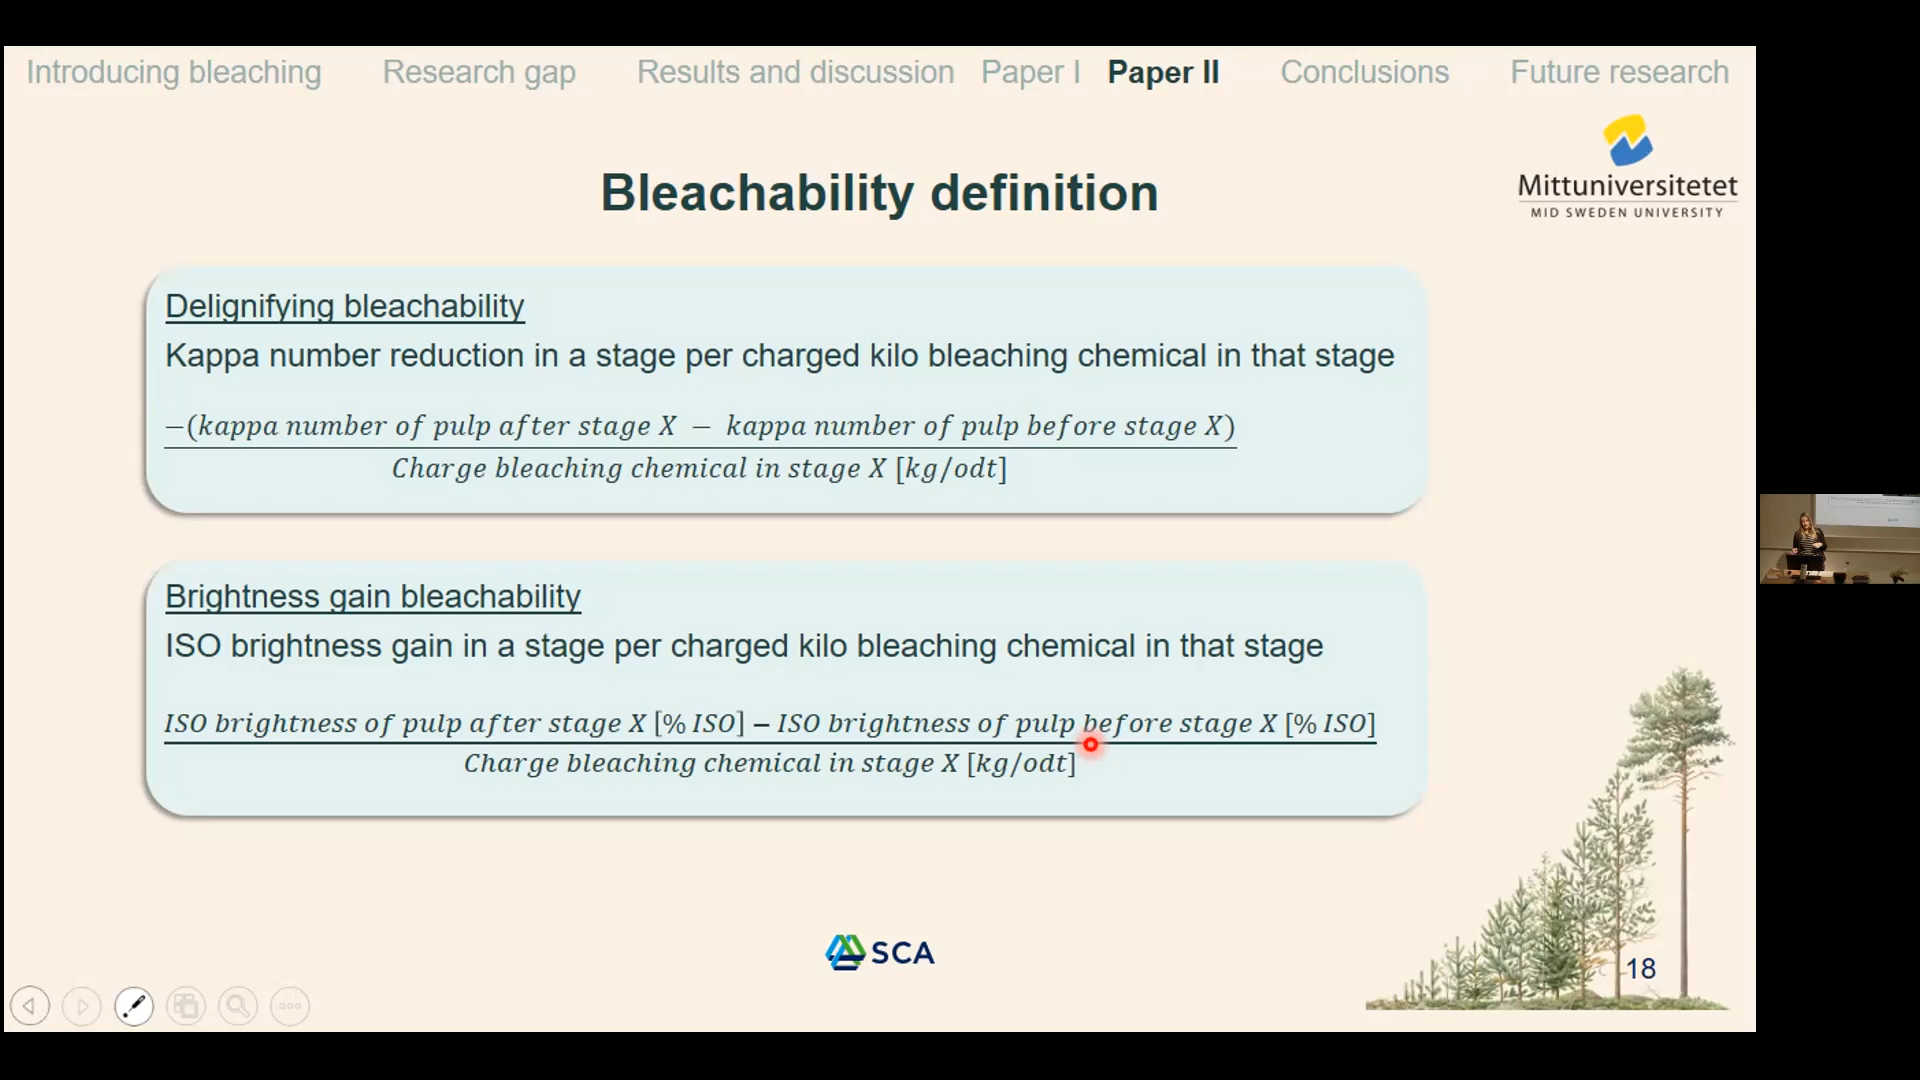 Introducing bleaching Research gap Results and discussion Paper I Paper II Conclusions Future research
Mittuniversitetet
MID SWEDEN UNIVERSITY
Bleachability definition
Delignifying bleachability
Kappa number reduction in a stage per charged kilo bleaching chemical in that stage
−(kappa number of pulp after stage X − kappa number of pulp before stage X)
Charge bleaching chemical in stage X [kg/odt]
Brightness gain bleachability
ISO brightness gain in a stage per charged kilo bleaching chemical in that stage
ISO brightness of pulp after stage X [% ISO] − ISO brightness of pulp before stage X [% ISO]
Charge bleaching chemical in stage X [kg/odt]
SCA
18